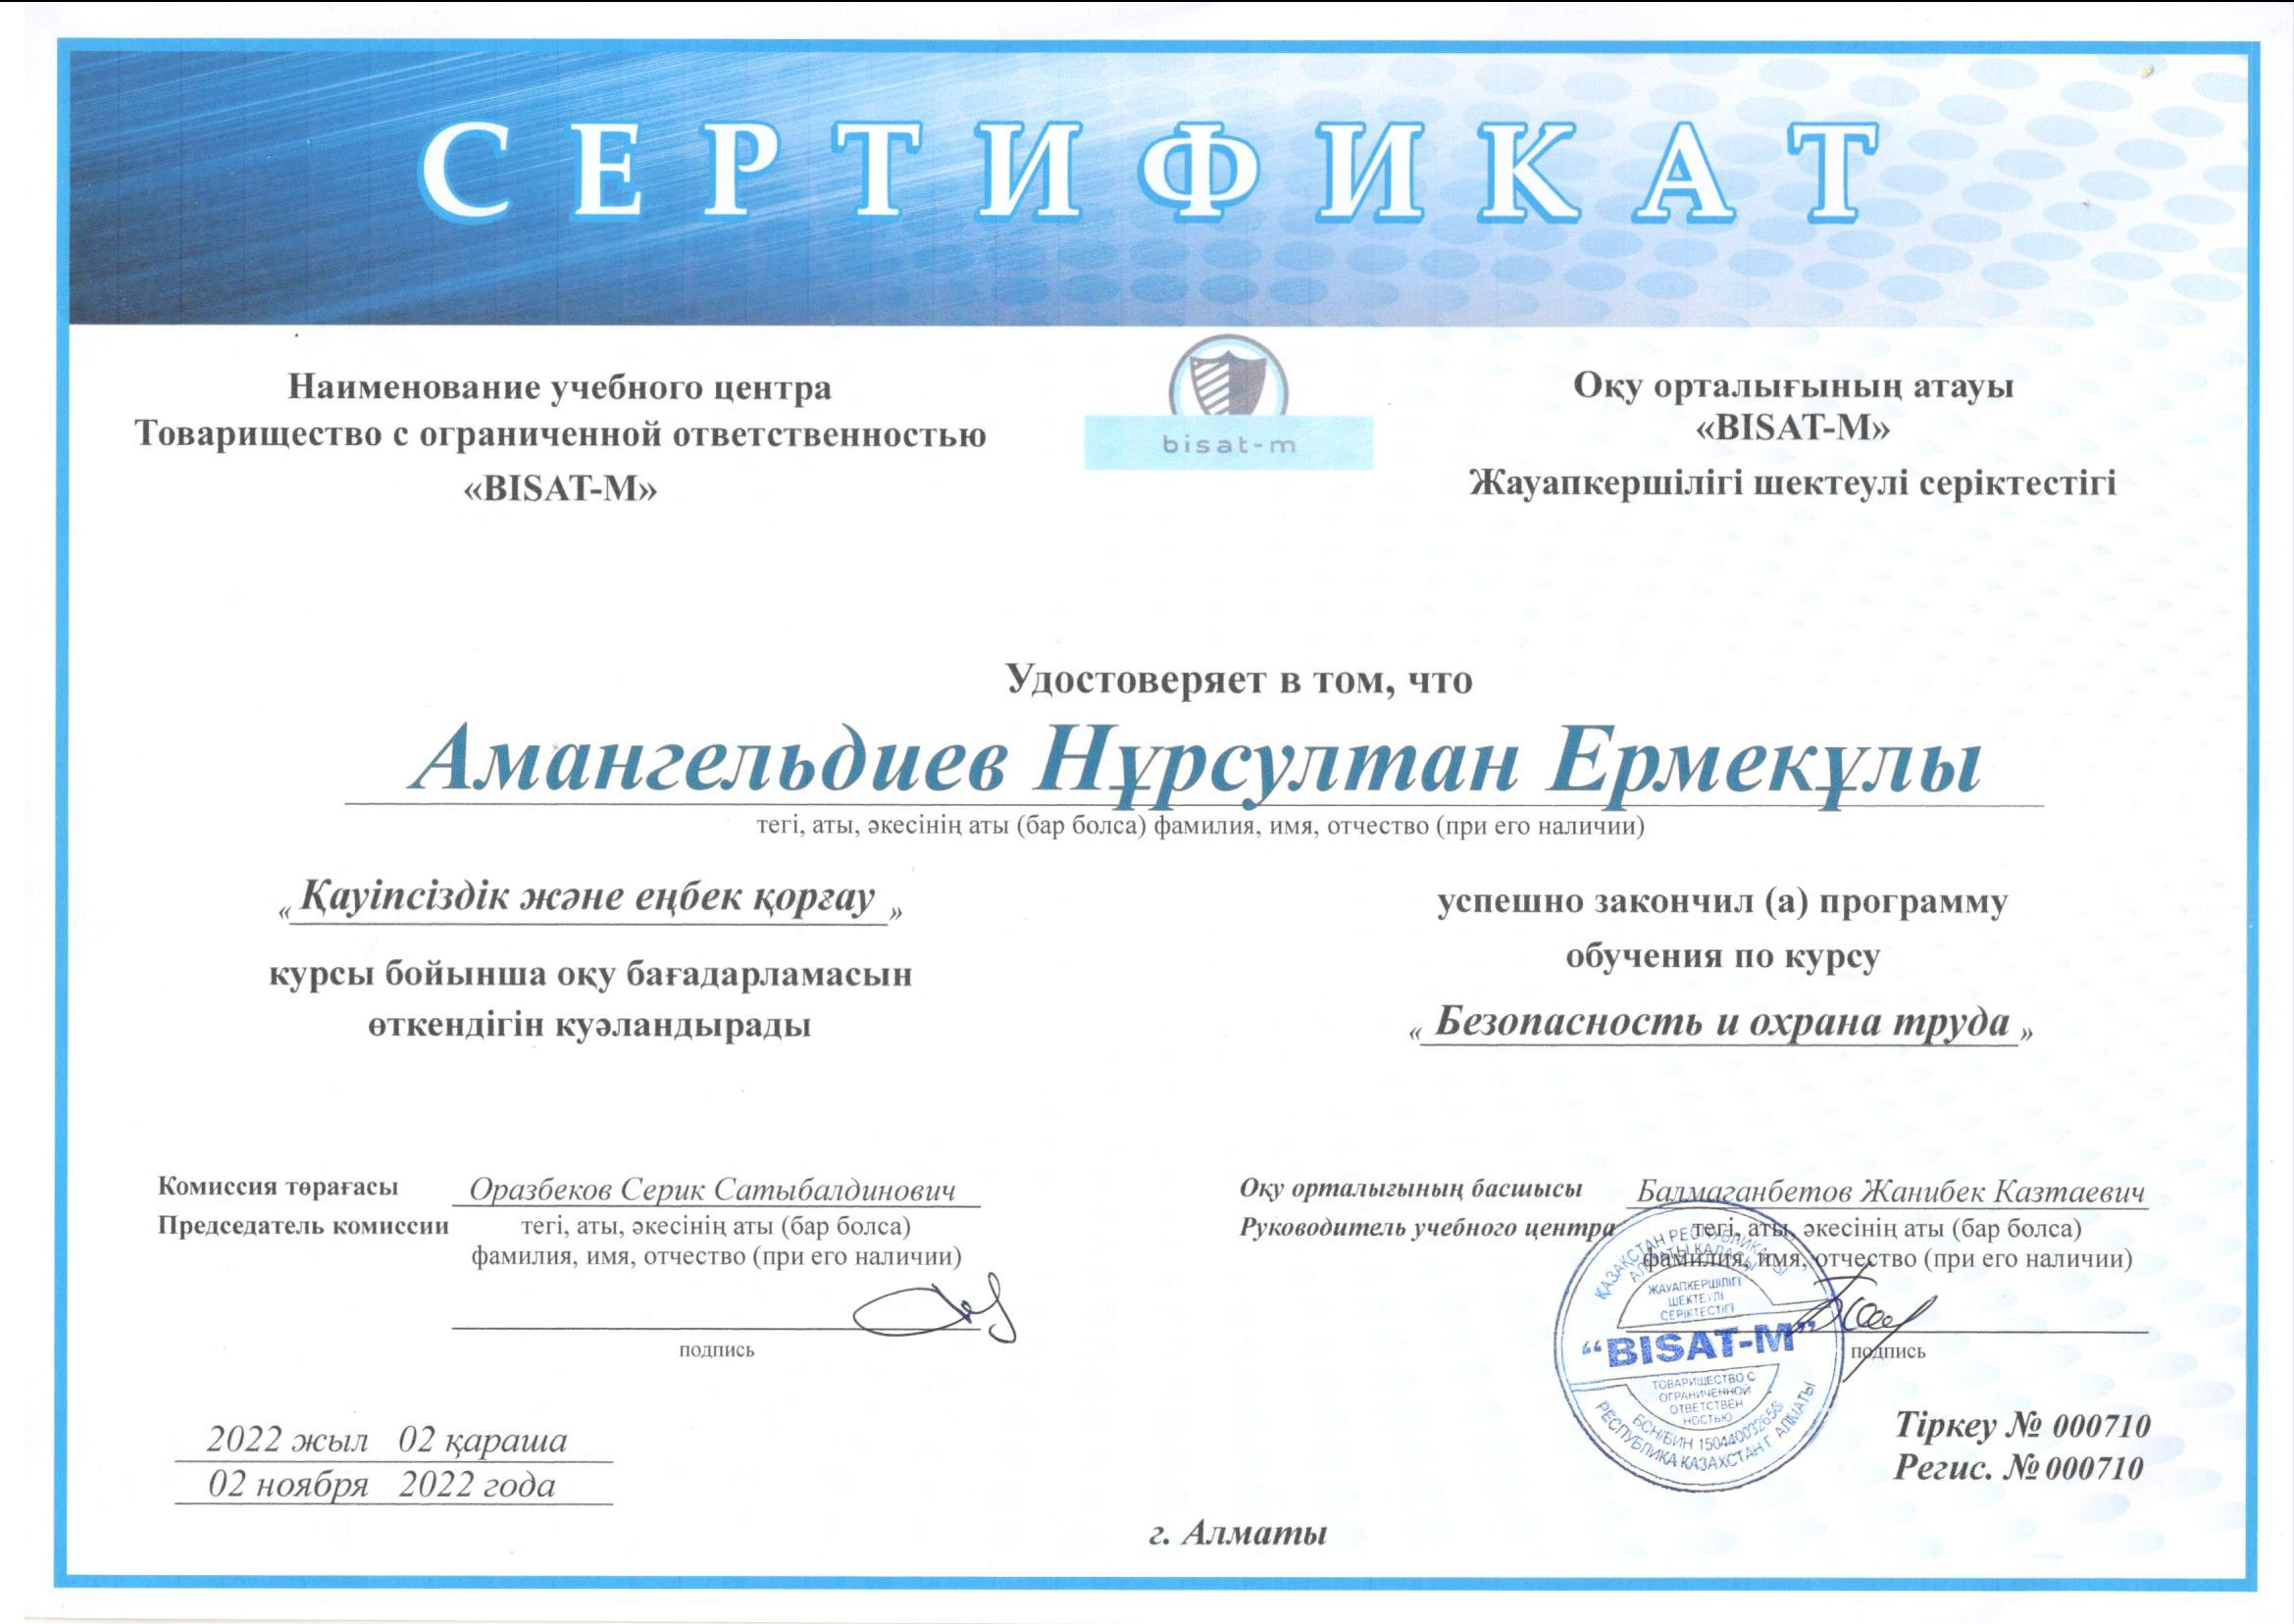 СЕРТИФИКАТ
Наименование учебного центра
Товарищество с ограниченной ответственностью
«BISAT-M»
bisat-m
Оқу орталығының атауы
«BISAT-M»
Жауапкершілігі шектеулі серіктестігі
Удостоверяет в том, что
Амангельдиев Нұрсултан Ермекұлы
тегі, аты, әкесінің аты (бар болса) фамилия, имя, отчество (при его наличии)
« Қауіпсіздік және еңбек қорғау »
курсы бойынша оқу бағадарламасын
өткендігін куәландырады
успешно закончил (а) программу
обучения по курсу
« Безопасность и охрана труда »
Комиссия төрағасы Оразбеков Серик Сатыбалдинович
Председатель комиссии тегі, аты, әкесінің аты (бар болса)
фамилия, имя, отчество (при его наличии)
подпись
Оқу орталығының басшысы Балмаганбетов Жанибек Казтаевич
Руководитель учебного центра тегі, аты, әкесінің аты (бар болса)
фамилия, имя, отчество (при его наличии)
подпись
ҚАЗАҚСТАН РЕСПУБЛИКАСЫ
АЛМАТЫ ҚАЛАСЫ
ЖАУАПКЕРШІЛІГІ
ШЕКТЕУЛІ
СЕРІКТЕСТІГІ
“BISAT-M”
ТОВАРИЩЕСТВО С
ОГРАНИЧЕННОЙ
ОТВЕТСТВЕН
НОСТЬЮ
БСН/БИН 150440032655
РЕСПУБЛИКА КАЗАХСТАН Г. АЛМАТЫ
2022 жыл 02 қараша
02 ноября 2022 года
Тіркеу № 000710
Регис. № 000710
г. Алматы